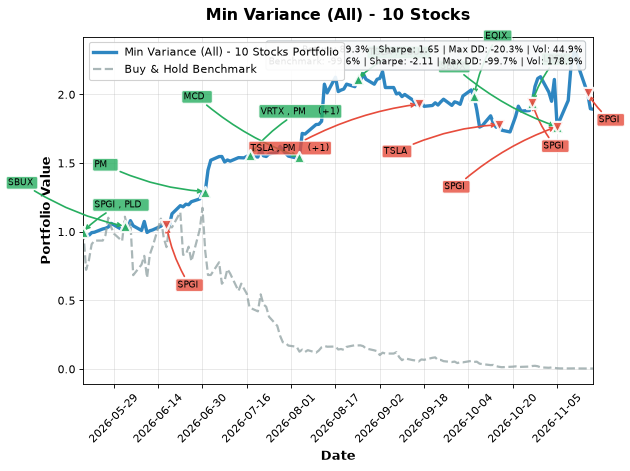 Min Variance (All) - 10 Stocks
Min Variance (All) - 10 Stocks Portfolio
Buy & Hold Benchmark
9.3% | Sharpe: 1.65 | Max DD: -20.3% | Vol: 44.9%
6% | Sharpe: -2.11 | Max DD: -99.7% | Vol: 178.9%
EQIX
MCD
VRTX , PM (+1)
SPGI
TSLA , PM (+1)
TSLA
SPGI
PM
SPGI
SBUX
SPGI , PLD
SPGI
Portfolio Value
2.0
1.5
1.0
0.5
0.0
2026-05-29
2026-06-14
2026-06-30
2026-07-16
2026-08-01
2026-08-17
2026-09-02
2026-09-18
2026-10-04
2026-10-20
2026-11-05
Date